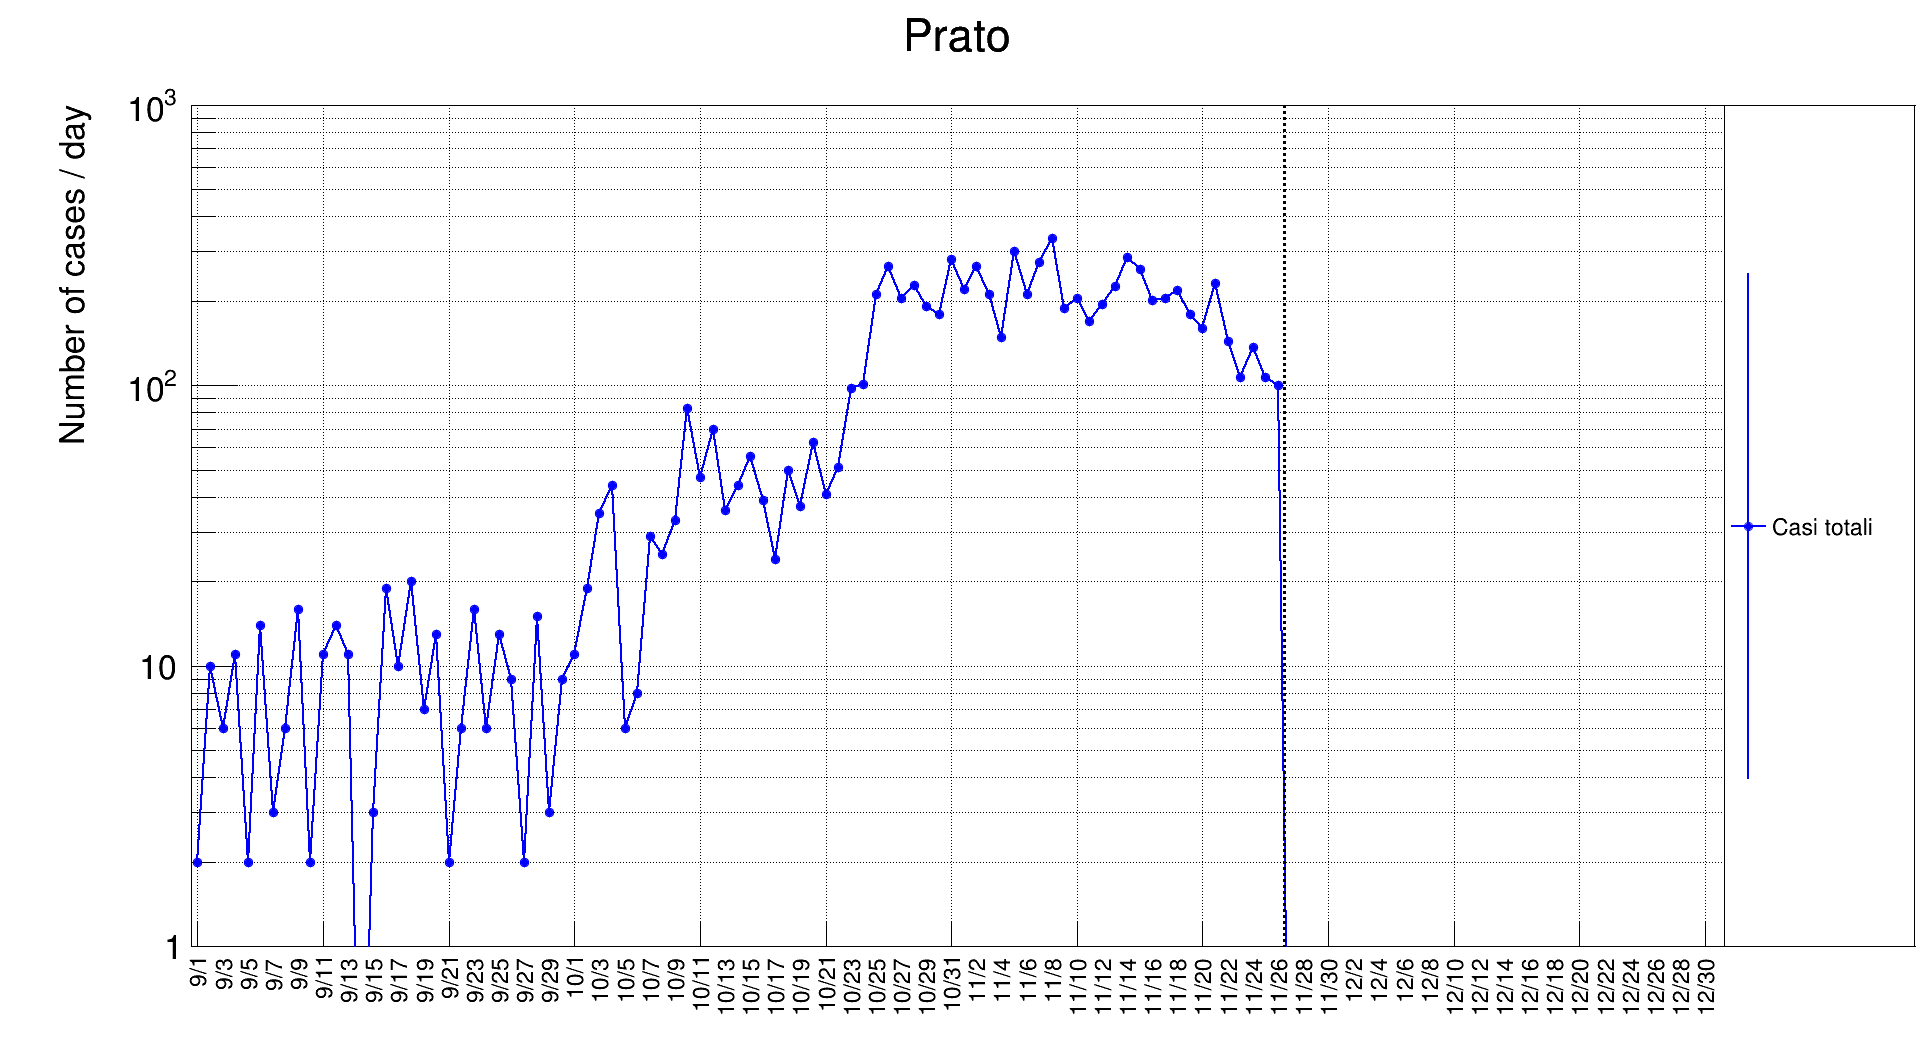 Prato
Number of cases / day
10³
10²
10
1
Casi totali
9/1 9/3 9/5 9/7 9/9 9/11 9/13 9/15 9/17 9/19 9/21 9/23 9/25 9/27 9/29 10/1 10/3 10/5 10/7 10/9 10/11 10/13 10/15 10/17 10/19 10/21 10/23 10/25 10/27 10/29 10/31 11/2 11/4 11/6 11/8 11/10 11/12 11/14 11/16 11/18 11/20 11/22 11/24 11/26 11/28 11/30 12/2 12/4 12/6 12/8 12/10 12/12 12/14 12/16 12/18 12/20 12/22 12/24 12/26 12/28 12/30